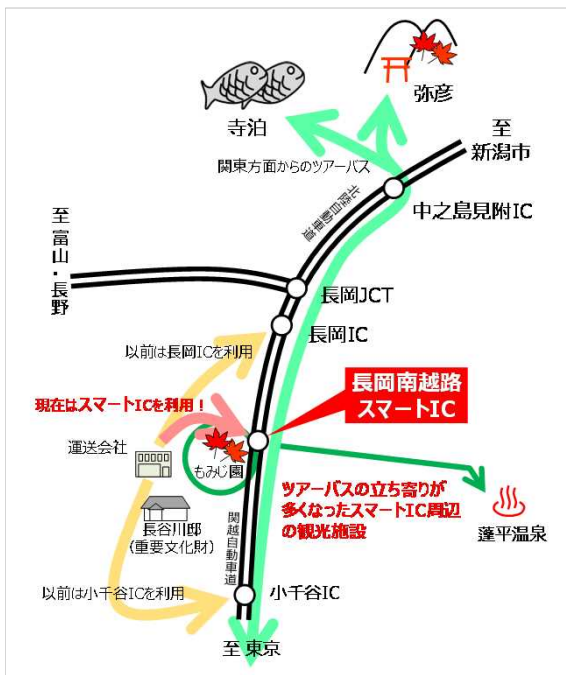 弥彦
寺泊
至
新潟市
関東方面からのツアーバス
北陸自動車道
中之島見附IC
至 富山・長野
長岡JCT
長岡IC
以前は長岡ICを利用
長岡南越路
スマートIC
現在はスマートICを利用！
運送会社
もみじ園
ツアーバスの立ち寄りが
多くなったスマートIC周辺
の観光施設
蓬平温泉
長谷川邸
（重要文化財）
関越自動車道
以前は小千谷ICを利用
小千谷IC
至 東京